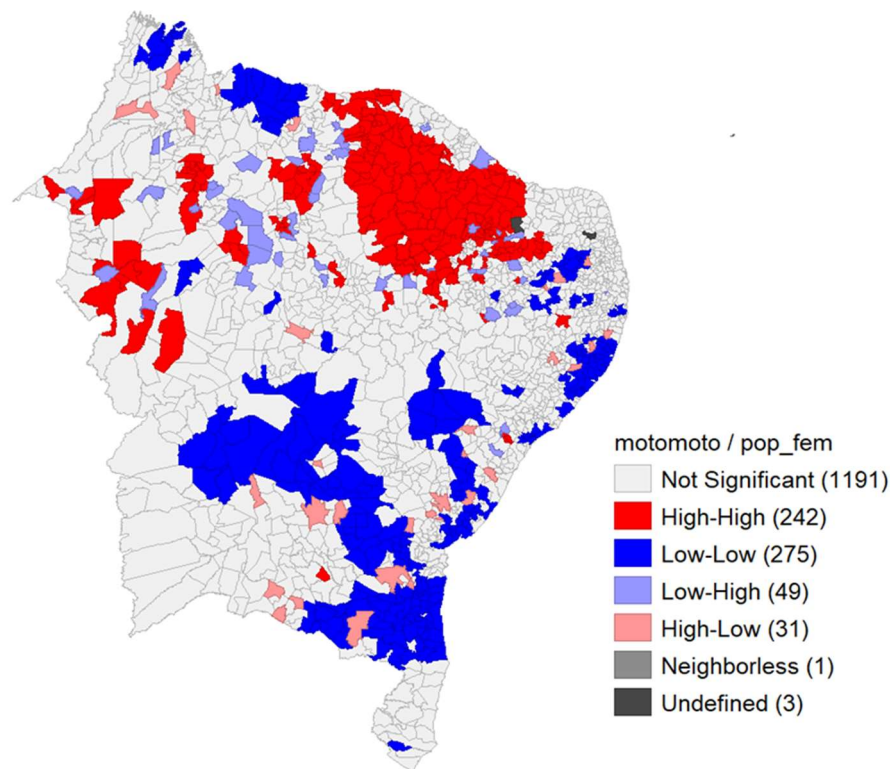 motomoto / pop_fem
Not Significant (1191)
High-High (242)
Low-Low (275)
Low-High (49)
High-Low (31)
Neighborless (1)
Undefined (3)